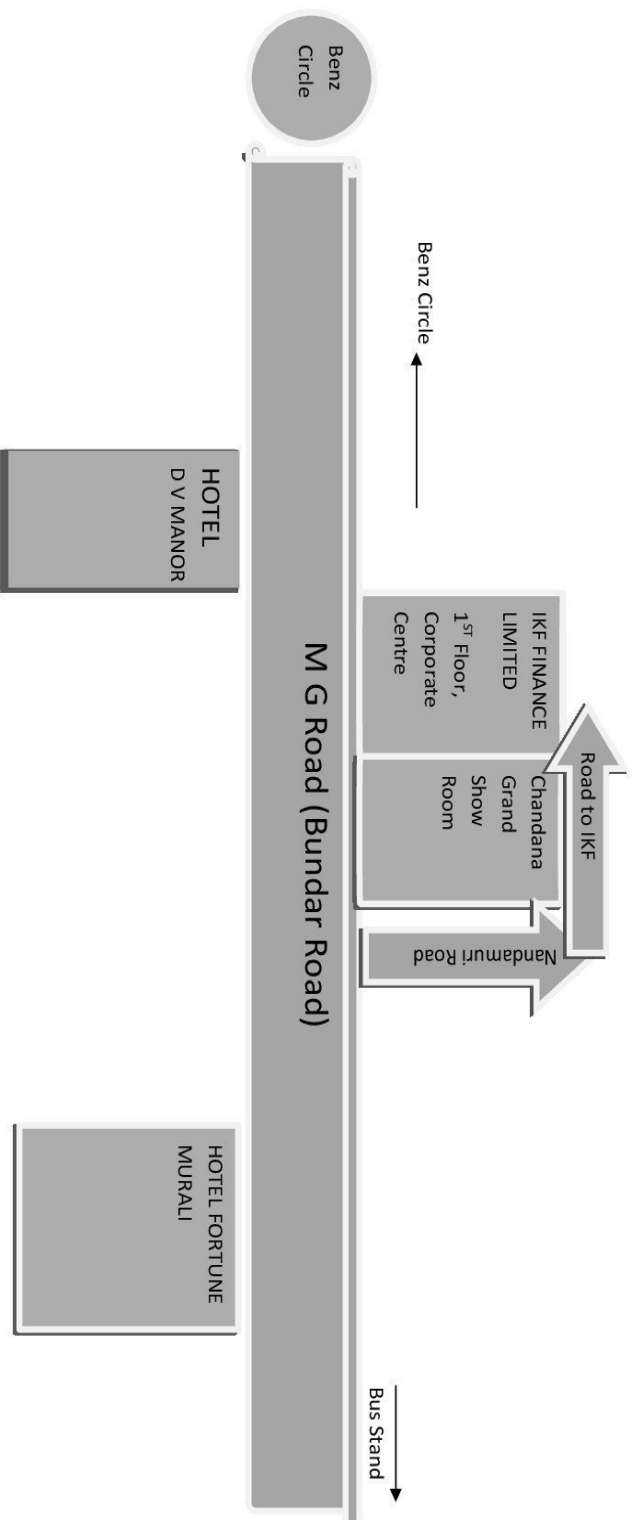 Benz
Circle
Benz Circle
IKF FINANCE
LIMITED
1ST Floor,
Corporate
Centre
Road to IKF
Chandana
Grand
Show
Room
Nandamuri Road
Bus Stand
M G Road (Bundar Road)
HOTEL
D V MANOR
HOTEL FORTUNE
MURALI